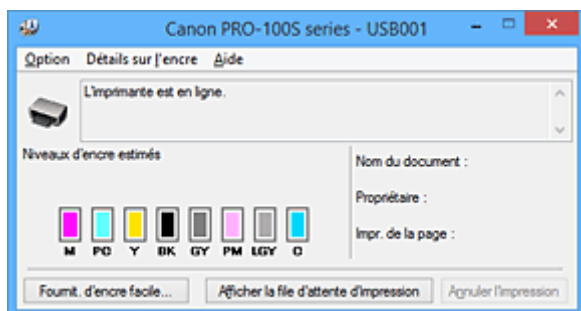 Canon PRO-100S series - USB001
Option Détails sur l'encre Aide
L'imprimante est en ligne.
Niveaux d'encre estimés
M PC Y BK GY PM LGY C
Nom du document :
Propriétaire :
Impr. de la page :
Fournit. d'encre facile... Afficher la file d'attente d'impression Annuler l'impression